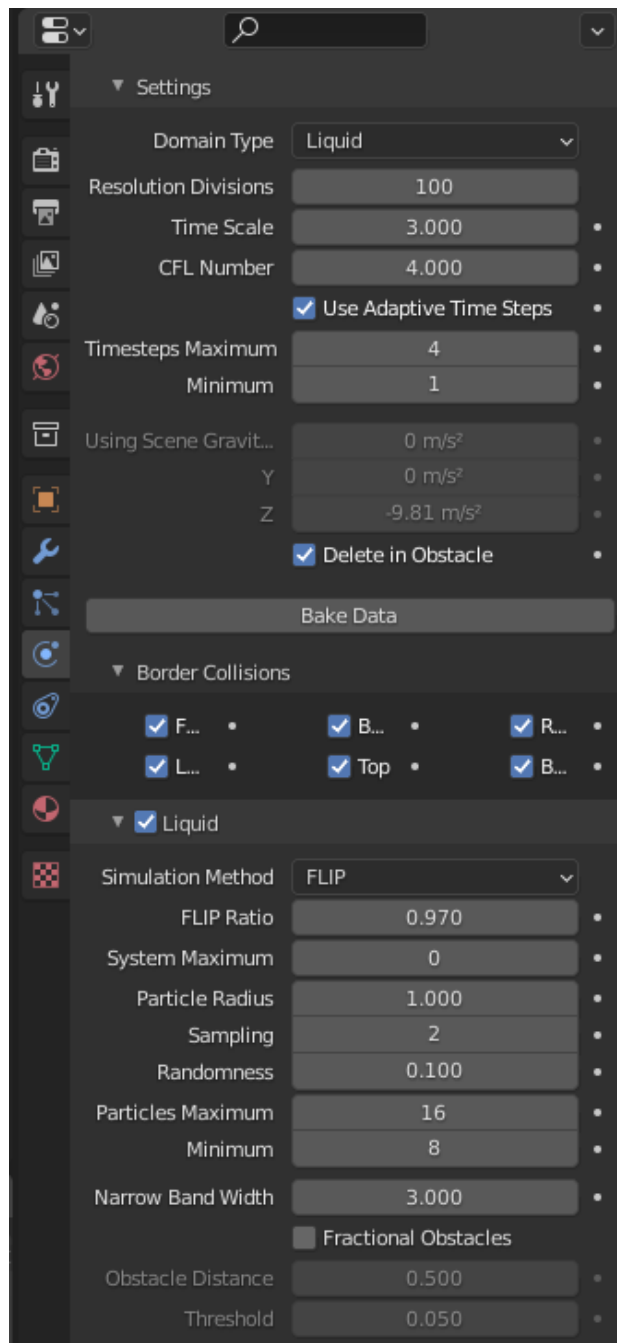 Settings
Domain Type Liquid
Resolution Divisions 100
Time Scale 3.000
CFL Number 4.000
Use Adaptive Time Steps
Timesteps Maximum 4
Minimum 1
Using Scene Gravit... 0 m/s²
Y 0 m/s²
Z -9.81 m/s²
Delete in Obstacle
Bake Data
Border Collisions
F... B... R...
L... Top B...
Liquid
Simulation Method FLIP
FLIP Ratio 0.970
System Maximum 0
Particle Radius 1.000
Sampling 2
Randomness 0.100
Particles Maximum 16
Minimum 8
Narrow Band Width 3.000
Fractional Obstacles
Obstacle Distance 0.500
Threshold 0.050